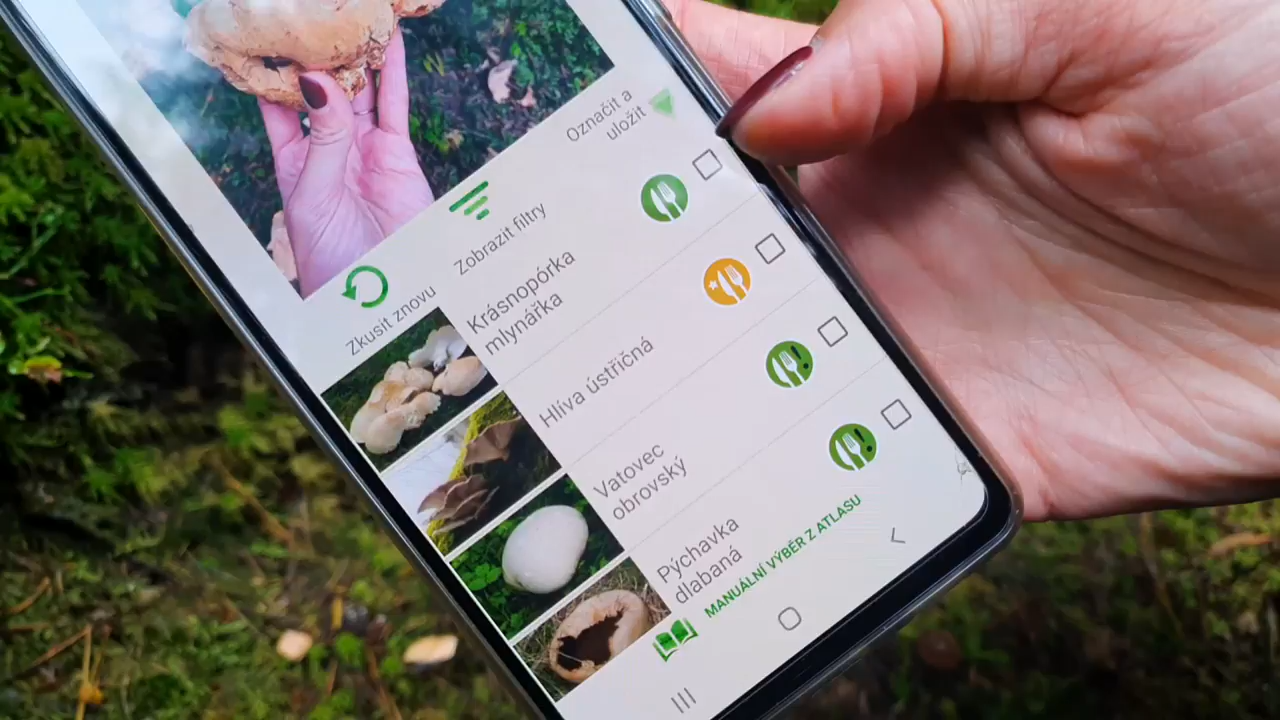 Označit a
uložit
Zobrazit filtry
Zkusit znovu
Krásnopórka
mlynářka
Hlíva ústřičná
Vatovec
obrovský
Pýchavka
dlabaná
MANUÁLNÍ VÝBĚR Z ATLASU